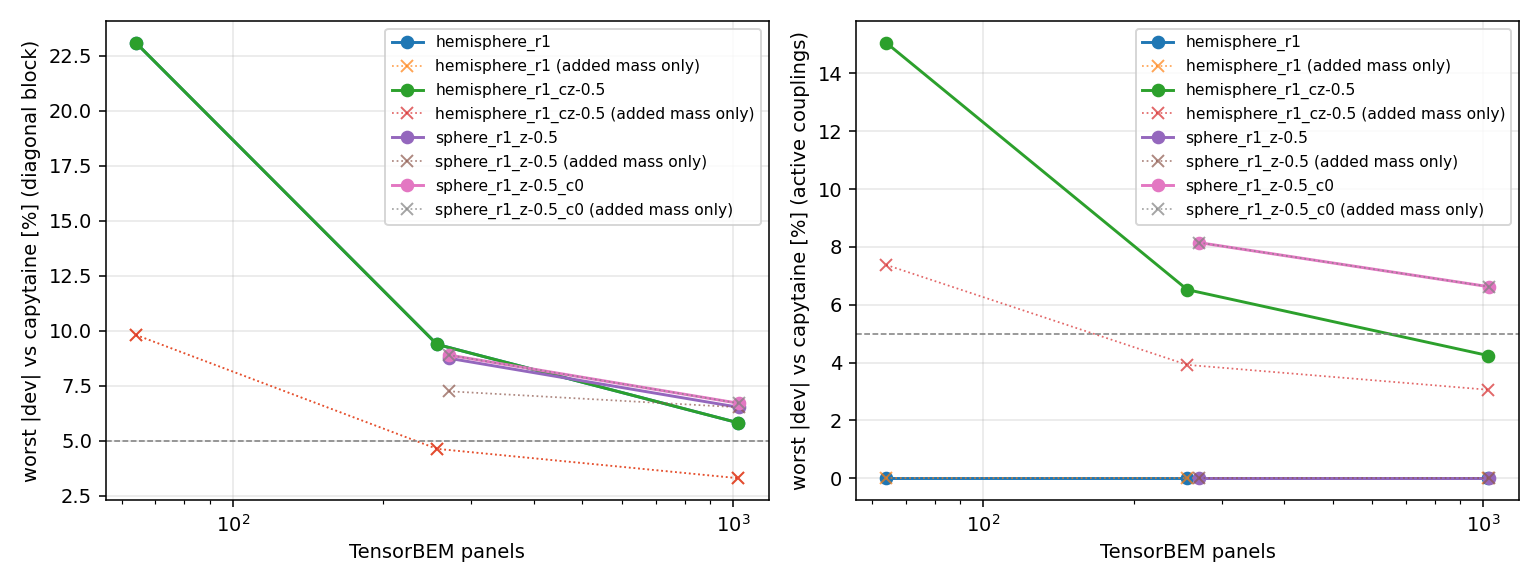 worst |dev| vs capytaine [%] (diagonal block)
22.5
20.0
17.5
15.0
12.5
10.0
7.5
5.0
2.5
hemisphere_r1
hemisphere_r1 (added mass only)
hemisphere_r1_cz-0.5
hemisphere_r1_cz-0.5 (added mass only)
sphere_r1_z-0.5
sphere_r1_z-0.5 (added mass only)
sphere_r1_z-0.5_c0
sphere_r1_z-0.5_c0 (added mass only)
10² 10³
TensorBEM panels
worst |dev| vs capytaine [%] (active couplings)
14
12
10
8
6
4
2
0
hemisphere_r1
hemisphere_r1 (added mass only)
hemisphere_r1_cz-0.5
hemisphere_r1_cz-0.5 (added mass only)
sphere_r1_z-0.5
sphere_r1_z-0.5 (added mass only)
sphere_r1_z-0.5_c0
sphere_r1_z-0.5_c0 (added mass only)
10² 10³
TensorBEM panels